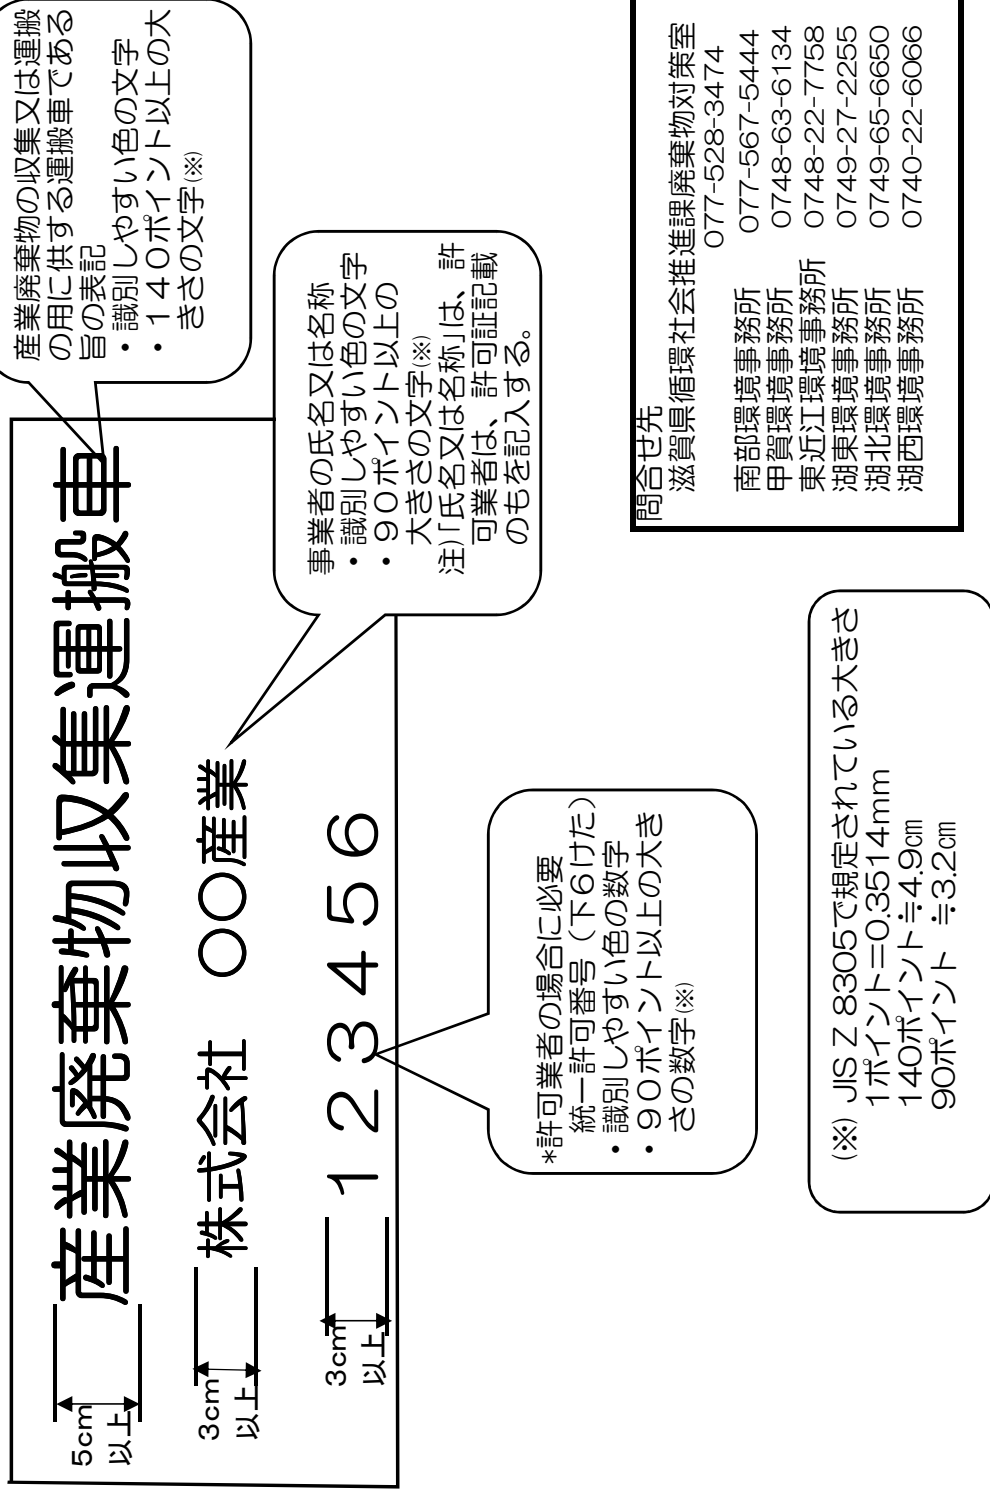 産業廃棄物の収集又は運搬
の用に供する運搬車である
旨の表記
・識別しやすい色の文字
・１４０ポイント以上の大
きさの文字(※)
産業廃棄物収集運搬車
5cm
以上
株式会社　○○産業
3cm
以上
１２３４５６
3cm
以上
事業者の氏名又は名称
・識別しやすい色の文字
・９０ポイント以上の
大きさの文字(※)
注)「氏名又は名称」は、許
可業者は、許可証記載
のもを記入する。
*許可業者の場合に必要
統一許可番号（下６けた）
・識別しやすい色の数字
・９０ポイント以上の大き
さの数字(※)
問合せ先
滋賀県循環社会推進課廃棄物対策室
077-528-3474
南部環境事務所　077-567-5444
甲賀環境事務所　0748-63-6134
東近江環境事務所　0748-22-7758
湖東環境事務所　0749-27-2255
湖北環境事務所　0749-65-6650
湖西環境事務所　0740-22-6066
(※) JIS Z 8305で規定されている大きさ
1ポイント＝0.3514mm
140ポイント≒4.9㎝
90ポイント ≒3.2㎝